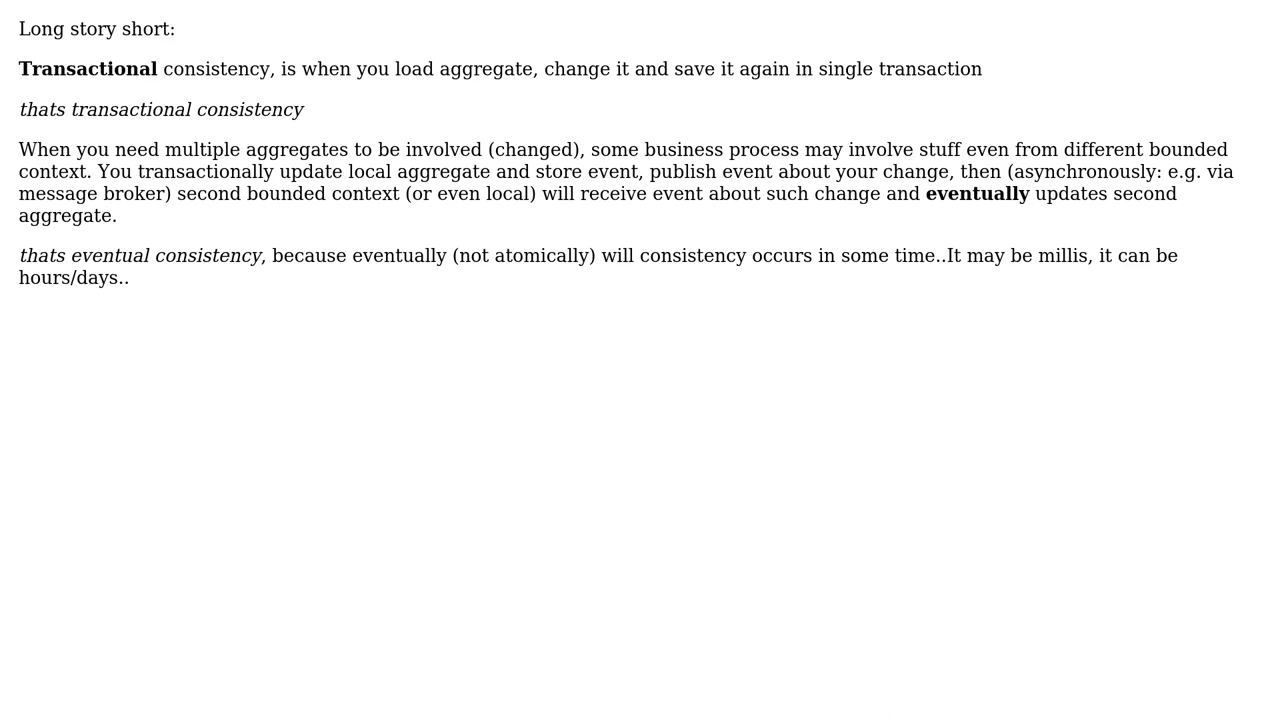 Long story short:
Transactional consistency, is when you load aggregate, change it and save it again in single transaction
thats transactional consistency
When you need multiple aggregates to be involved (changed), some business process may involve stuff even from different bounded
context. You transactionally update local aggregate and store event, publish event about your change, then (asynchronously: e.g. via
message broker) second bounded context (or even local) will receive event about such change and eventually updates second
aggregate.
thats eventual consistency, because eventually (not atomically) will consistency occurs in some time..It may be millis, it can be
hours/days..